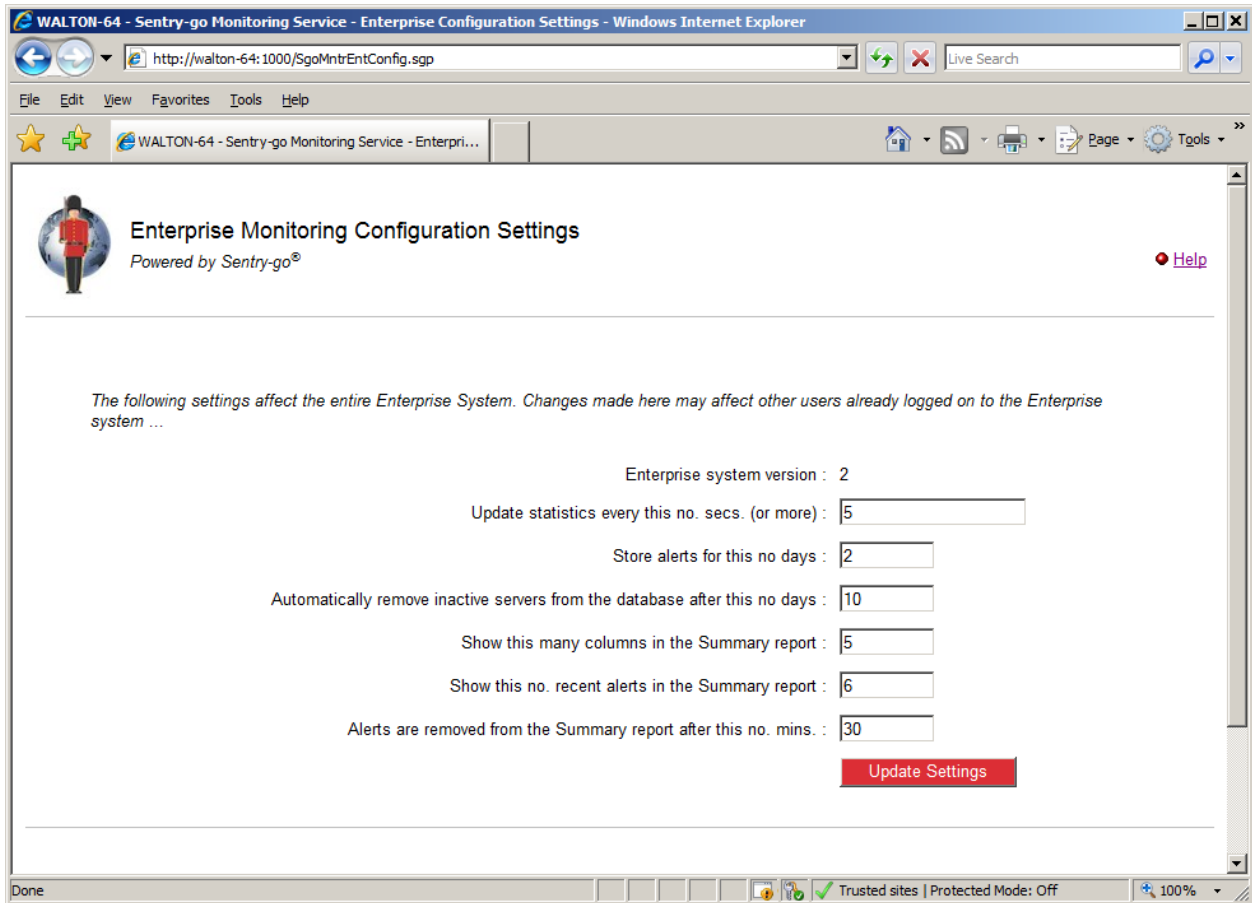 WALTON-64 - Sentry-go Monitoring Service - Enterprise Configuration Settings - Windows Internet Explorer
http://walton-64:1000/SgoMntrEntConfig.sgp
Live Search
File Edit View Favorites Tools Help
WALTON-64 - Sentry-go Monitoring Service - Enterpri...
Page Tools »
Enterprise Monitoring Configuration Settings
Powered by Sentry-go®
Help
The following settings affect the entire Enterprise System. Changes made here may affect other users already logged on to the Enterprise
system ...
Enterprise system version : 2
Update statistics every this no. secs. (or more) : 5
Store alerts for this no days : 2
Automatically remove inactive servers from the database after this no days : 10
Show this many columns in the Summary report : 5
Show this no. recent alerts in the Summary report : 6
Alerts are removed from the Summary report after this no. mins. : 30
Update Settings
Done
Trusted sites | Protected Mode: Off
100%